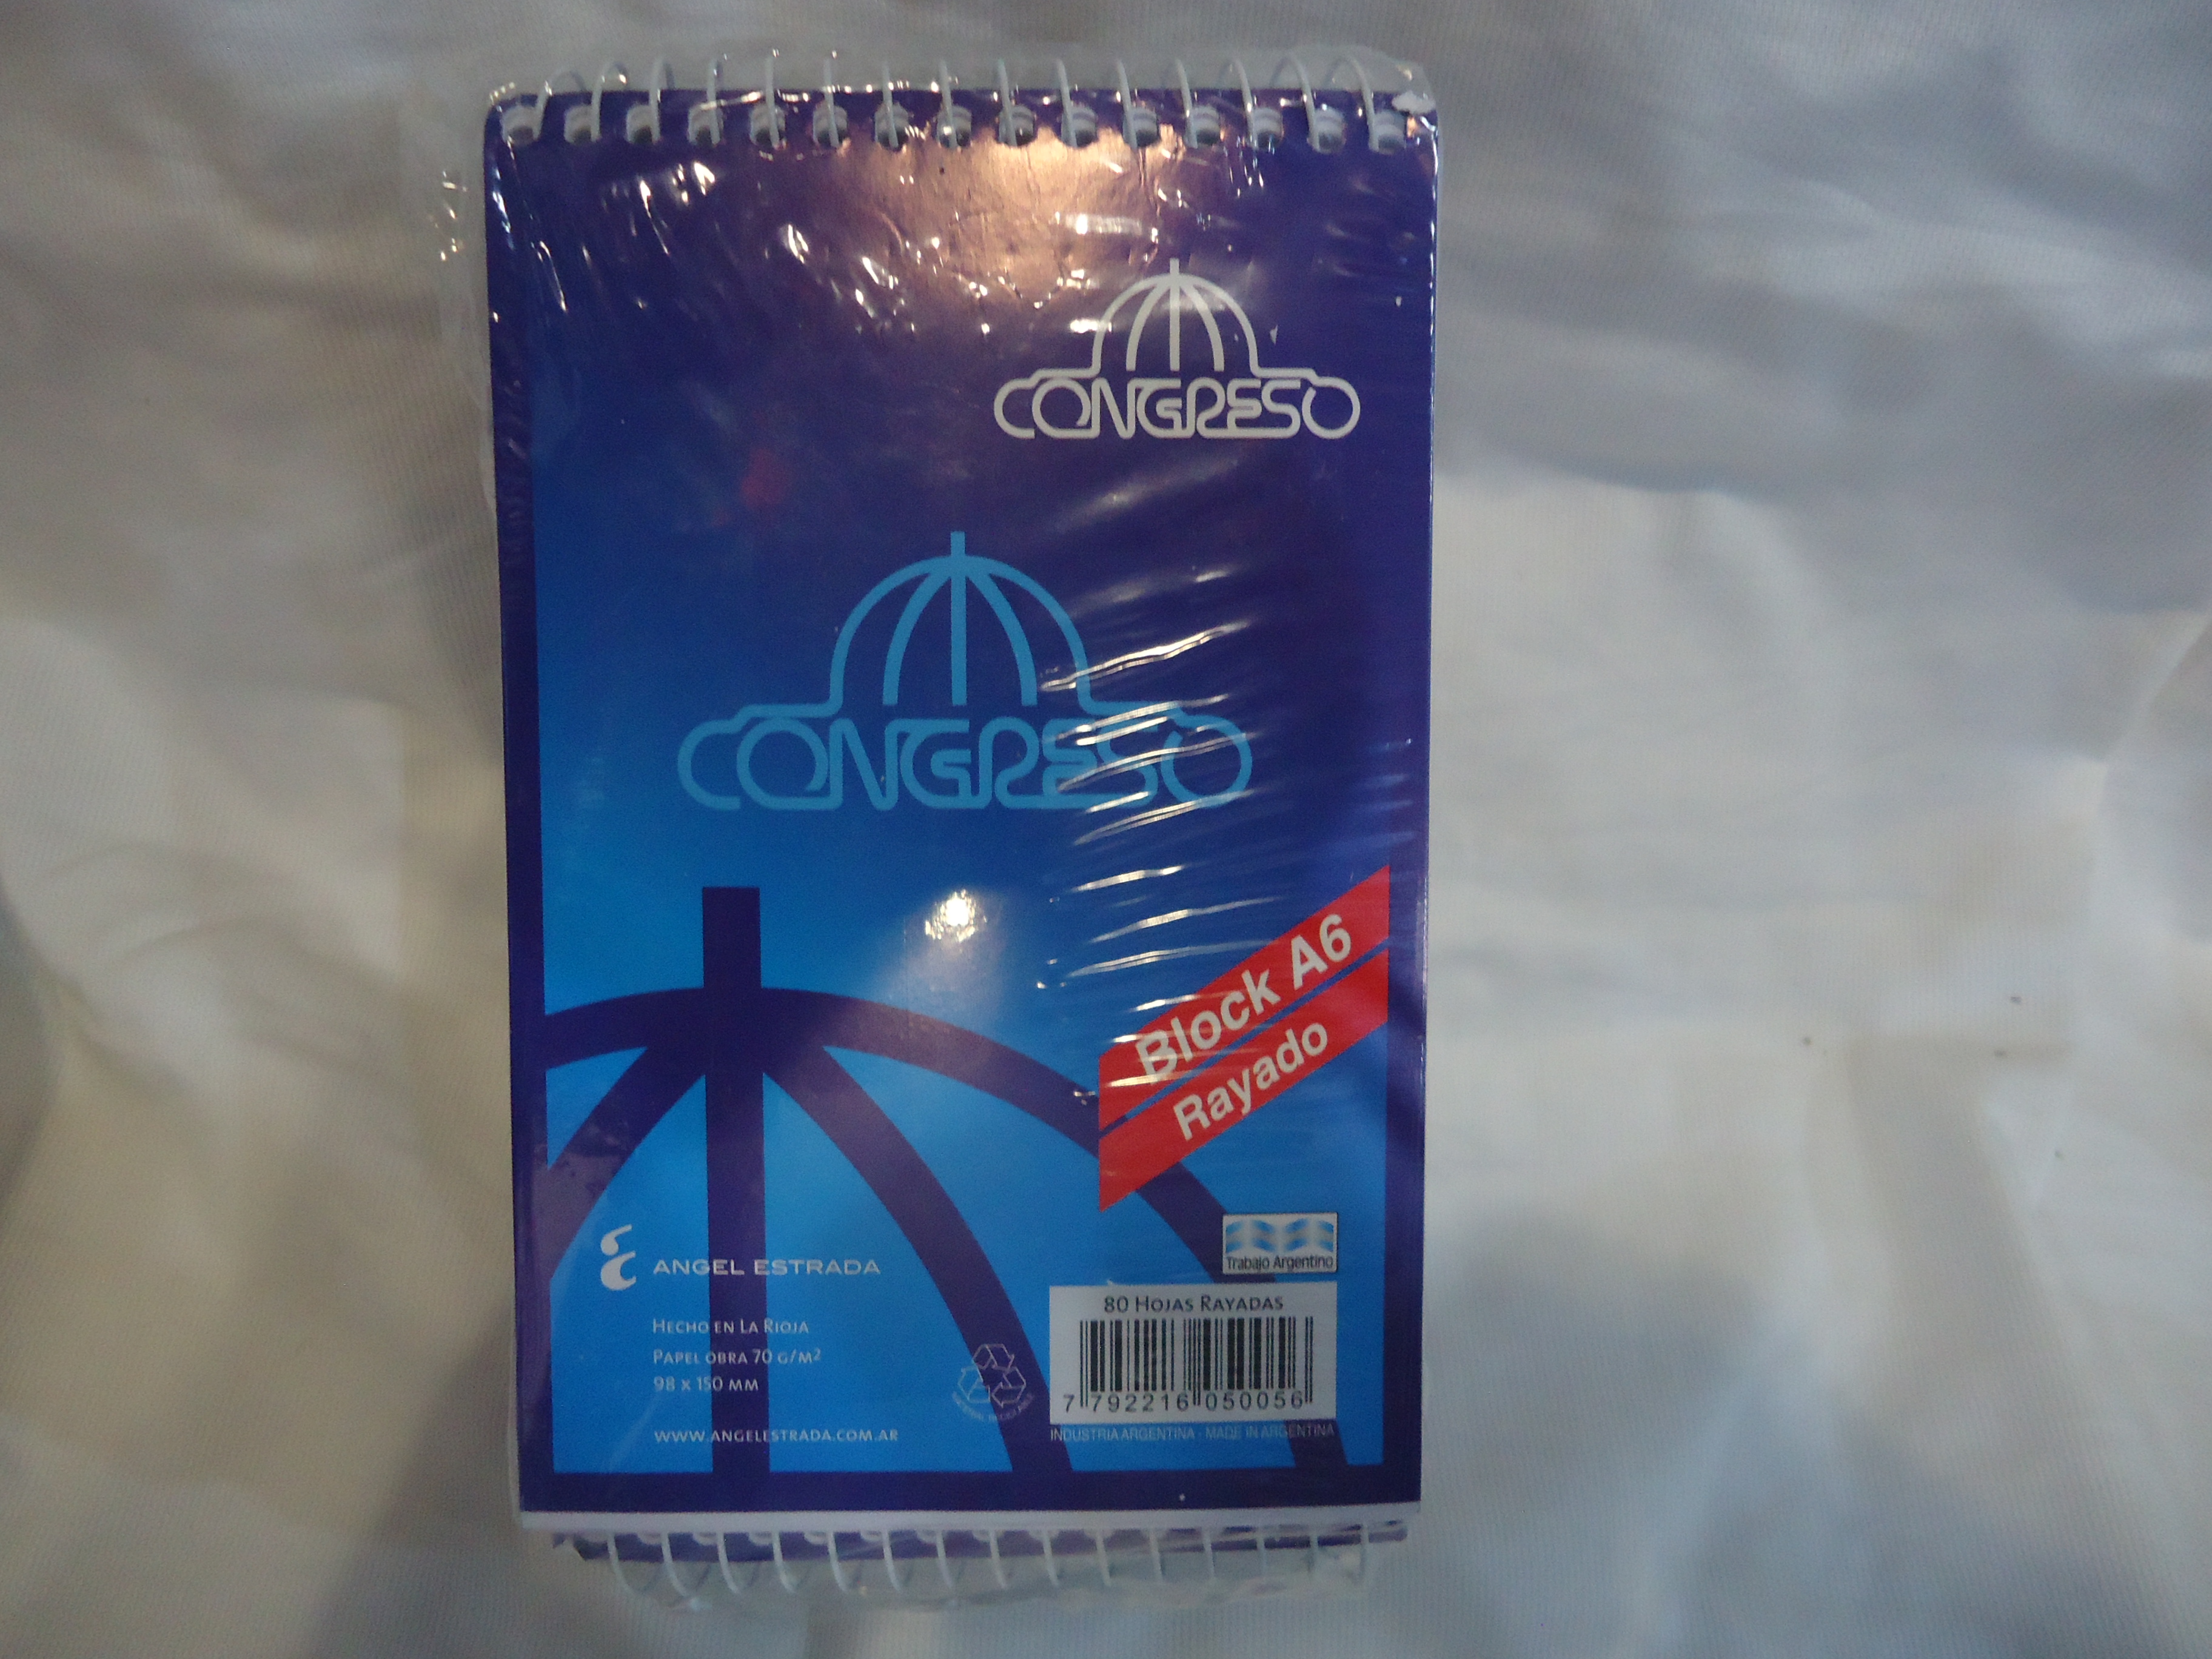 CONGRESO
CONGRESO
Block A6
Rayado
ANGEL ESTRADA
Trabajo Argentino
HECHO EN LA RIOJA
PAPEL OBRA 70 G/M²
98 X 150 MM
WWW.ANGELESTRADA.COM.AR
80 HOJAS RAYADAS
7 792216 050056
INDUSTRIA ARGENTINA - MADE IN ARGENTINA